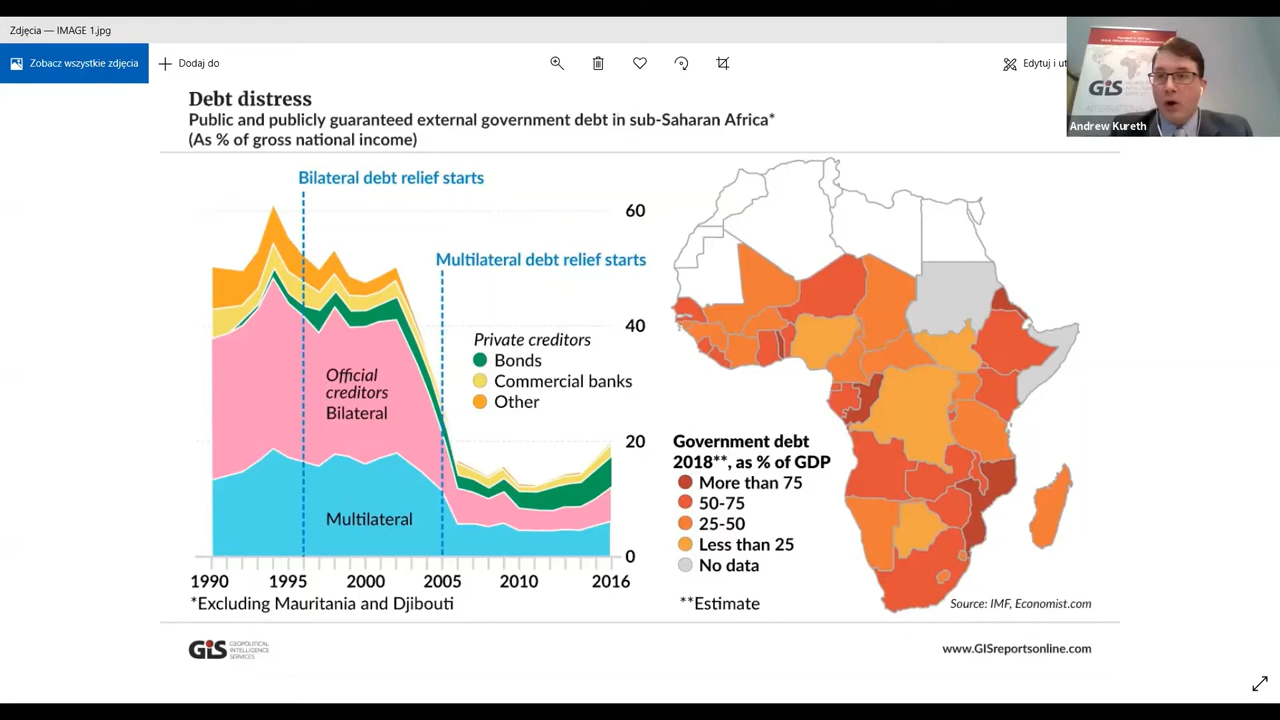 Zdjęcia — IMAGE 1.jpg
Zobacz wszystkie zdjęcia
Dodaj do
Edytuj i ut
GiS
Andrew Kureth
Debt distress
Public and publicly guaranteed external government debt in sub-Saharan Africa*
(As % of gross national income)
Bilateral debt relief starts
60
Multilateral debt relief starts
40
Private creditors
Bonds
Commercial banks
Other
Official
creditors
Bilateral
20
Multilateral
0
1990 1995 2000 2005 2010 2016
*Excluding Mauritania and Djibouti
Government debt
2018**, as % of GDP
More than 75
50-75
25-50
Less than 25
No data
**Estimate
Source: IMF, Economist.com
GiS GEOPOLITICAL
INTELLIGENCE
SERVICES
www.GISreportsonline.com